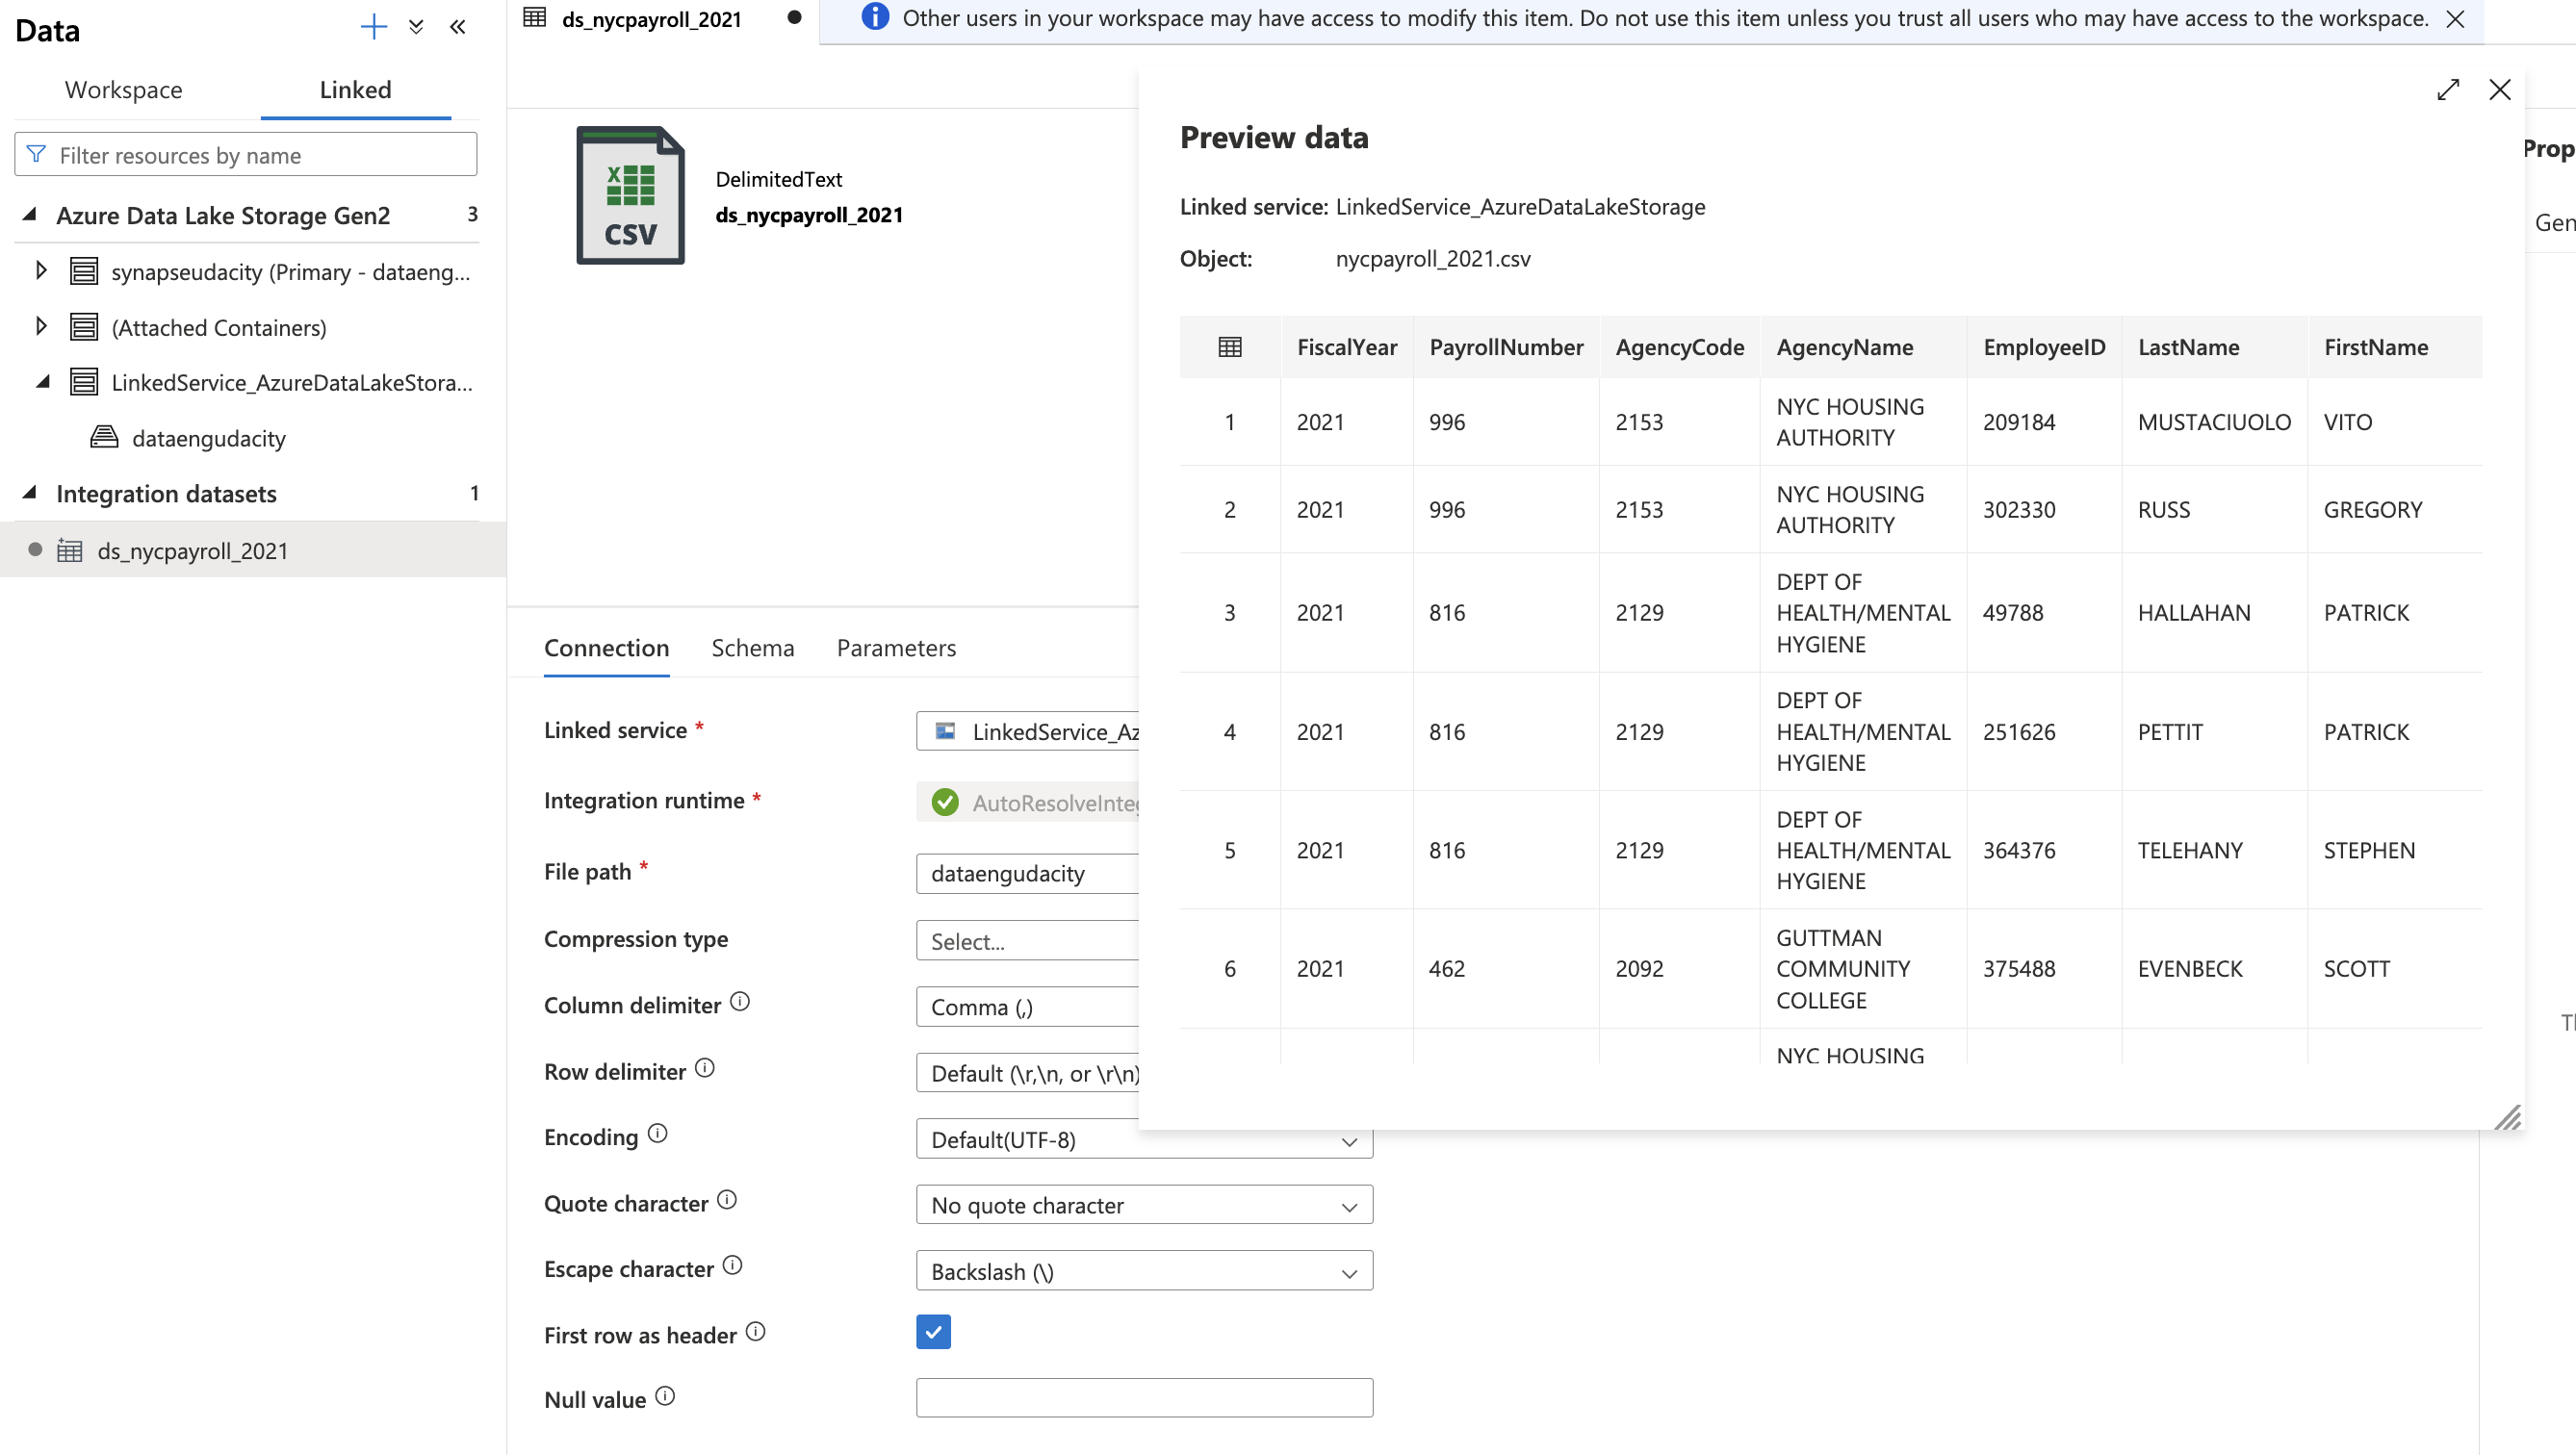 Data
Workspace
Linked
Filter resources by name
Azure Data Lake Storage Gen2
3
synapseudacity (Primary - dataeng...
(Attached Containers)
LinkedService_AzureDataLakeStora...
dataengudacity
Integration datasets
1
ds_nycpayroll_2021
ds_nycpayroll_2021
Other users in your workspace may have access to modify this item. Do not use this item unless you trust all users who may have access to the workspace.
CSV
DelimitedText
ds_nycpayroll_2021
Connection
Schema
Parameters
Linked service *
LinkedService_Az
Integration runtime *
AutoResolveInteg
File path *
dataengudacity
Compression type
Select...
Column delimiter
Comma (,)
Row delimiter
Default (\r,\n, or \r\n)
Encoding
Default(UTF-8)
Quote character
No quote character
Escape character
Backslash (\)
First row as header
Null value
Preview data
Linked service: LinkedService_AzureDataLakeStorage
Object: nycpayroll_2021.csv
FiscalYear PayrollNumber AgencyCode AgencyName EmployeeID LastName FirstName
1 2021 996 2153 NYC HOUSING AUTHORITY 209184 MUSTACIUOLO VITO
2 2021 996 2153 NYC HOUSING AUTHORITY 302330 RUSS GREGORY
3 2021 816 2129 DEPT OF HEALTH/MENTAL HYGIENE 49788 HALLAHAN PATRICK
4 2021 816 2129 DEPT OF HEALTH/MENTAL HYGIENE 251626 PETTIT PATRICK
5 2021 816 2129 DEPT OF HEALTH/MENTAL HYGIENE 364376 TELEHANY STEPHEN
6 2021 462 2092 GUTTMAN COMMUNITY COLLEGE 375488 EVENBECK SCOTT
NYC HOUSING
Prop
Gen